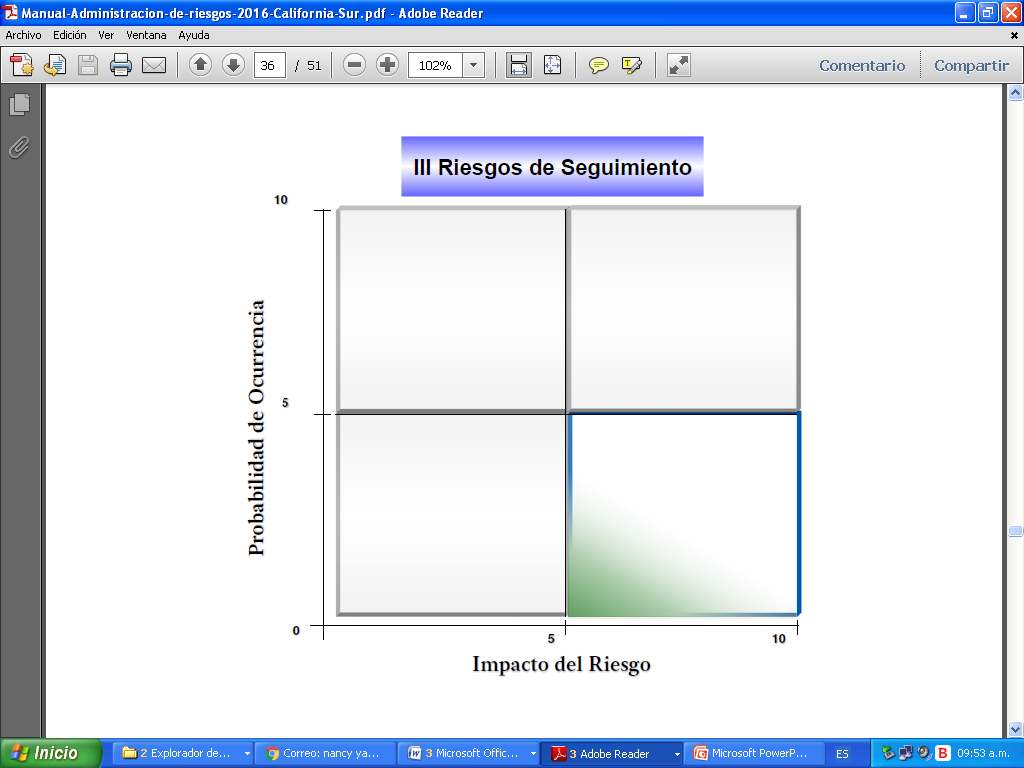 Manual-Administracion-de-riesgos-2016-California-Sur.pdf - Adobe Reader
Archivo Edición Ver Ventana Ayuda
36 / 51 102% Comentario Compartir
III Riesgos de Seguimiento
10
Probabilidad de Ocurrencia
5
0
5 10
Impacto del Riesgo
Inicio 2 Explorador de... Correo: nancy ya... 3 Microsoft Offic... 3 Adobe Reader Microsoft PowerP... ES B 09:53 a.m.